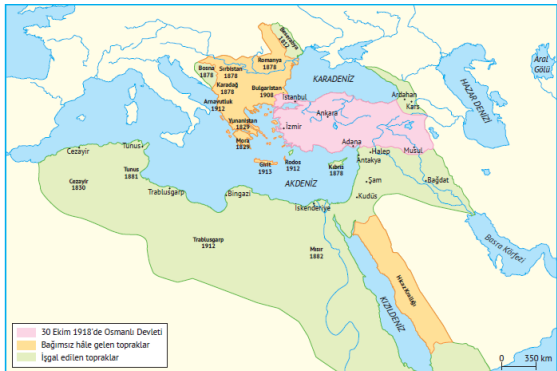 Besarabya
1812
Bosna
1878
Sırbistan
1878
Romanya
1878
Karadağ
1878
Bulgaristan
1908
Arnavutluk
1912
Yunanistan
1829
Mora
1829
Girit
1913
Rodos
1912
Kıbrıs
1878
KARADENİZ
HAZAR DENİZİ
Aral
Gölü
İstanbul
Ankara
İzmir
Adana
Ardahan
Kars
Musul
Halep
Antakya
Şam
Bağdat
Kudüs
AKDENİZ
Cezayir
Tunus
Cezayir
1830
Tunus
1881
Trablusgarp
Bingazi
İskenderiye
Trablusgarp
1912
Mısır
1882
Basra Körfezi
KIZILDENİZ
Hicaz Krallığı
30 Ekim 1918'de Osmanlı Devleti
Bağımsız hâle gelen topraklar
İşgal edilen topraklar
0 350 km